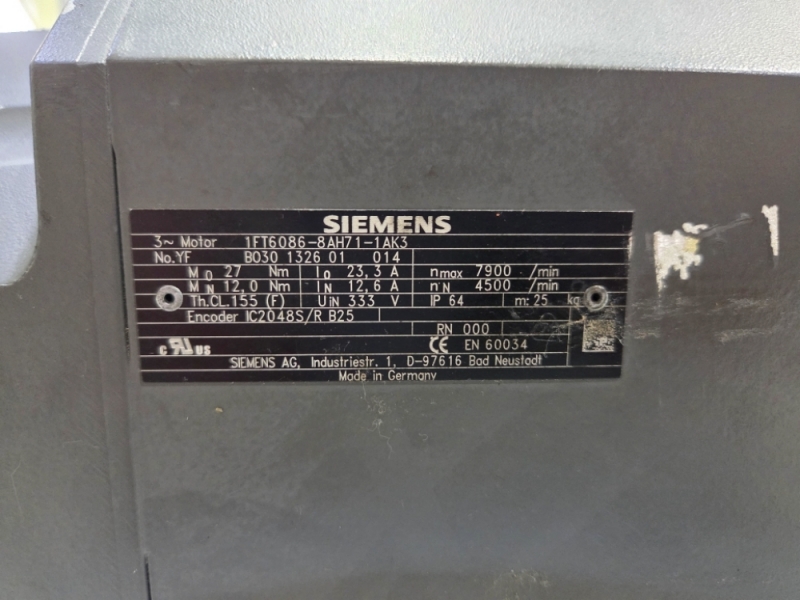 SIEMENS
3~ Motor 1FT6086-8AH71-1AK3
No.YF B030 1326 01 014
M0 27 Nm I0 23,3 A nmax 7900 /min
MN 12,0 Nm IN 12,6 A nN 4500 /min
Th.CL.155 (F) UIN 333 V IP 64 m: 25 kg
Encoder IC2048S/R B25
RN 000
c RU US CE EN 60034
SIEMENS AG, Industriestr. 1, D-97616 Bad Neustadt
Made in Germany